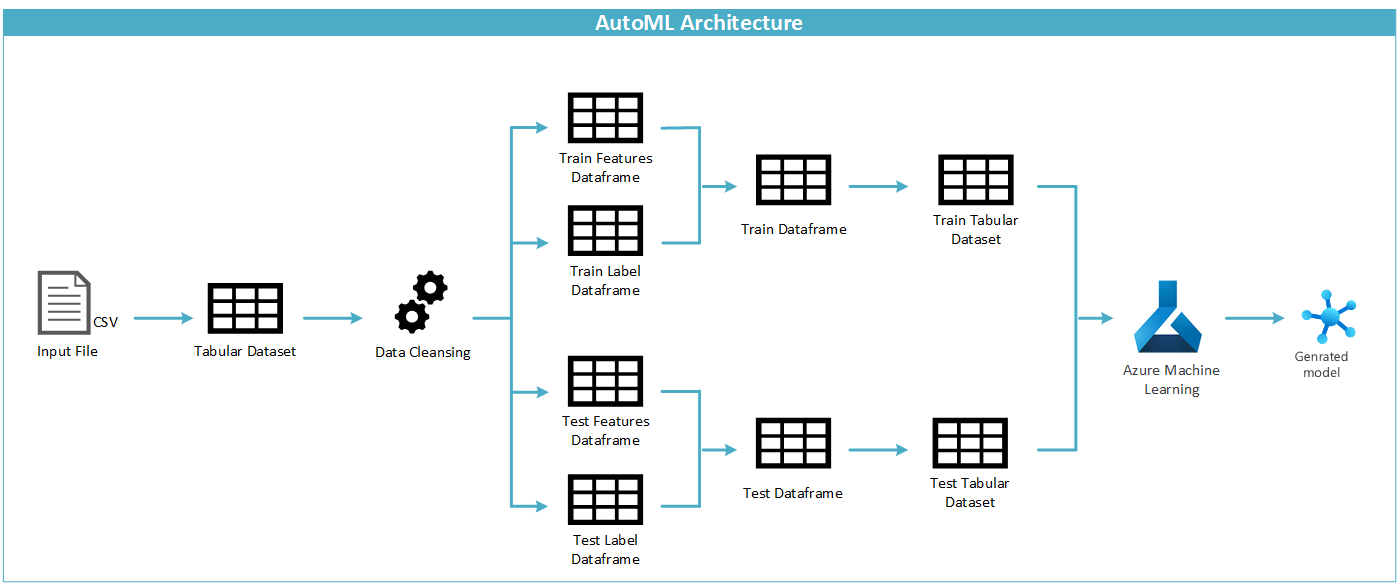 AutoML Architecture
CSV
Input File
Tabular Dataset
Data Cleansing
Train Features
Dataframe
Train Label
Dataframe
Test Features
Dataframe
Test Label
Dataframe
Train Dataframe
Test Dataframe
Train Tabular
Dataset
Test Tabular
Dataset
Azure Machine
Learning
Genrated
model